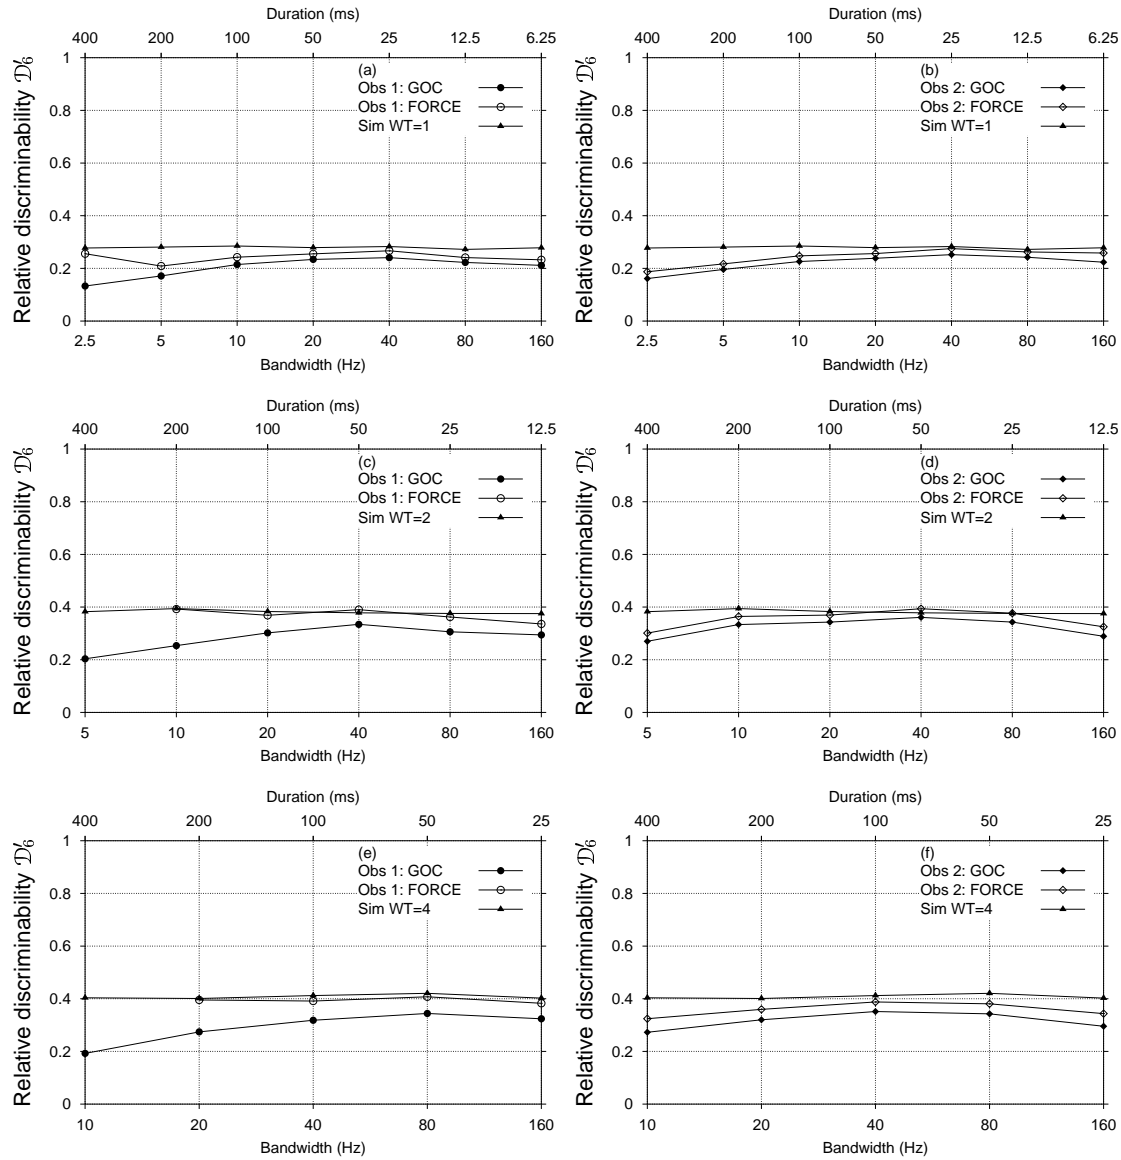 Duration (ms)
400 200 100 50 25 12.5 6.25
Relative discriminability 𝒟′6
1
0.8
0.6
0.4
0.2
0
(a)
Obs 1: GOC
Obs 1: FORCE
Sim WT=1
2.5 5 10 20 40 80 160
Bandwidth (Hz)
Duration (ms)
400 200 100 50 25 12.5 6.25
Relative discriminability 𝒟′6
1
0.8
0.6
0.4
0.2
0
(b)
Obs 2: GOC
Obs 2: FORCE
Sim WT=1
2.5 5 10 20 40 80 160
Bandwidth (Hz)
Duration (ms)
400 200 100 50 25 12.5
Relative discriminability 𝒟′6
1
0.8
0.6
0.4
0.2
0
(c)
Obs 1: GOC
Obs 1: FORCE
Sim WT=2
5 10 20 40 80 160
Bandwidth (Hz)
Duration (ms)
400 200 100 50 25 12.5
Relative discriminability 𝒟′6
1
0.8
0.6
0.4
0.2
0
(d)
Obs 2: GOC
Obs 2: FORCE
Sim WT=2
5 10 20 40 80 160
Bandwidth (Hz)
Duration (ms)
400 200 100 50 25
Relative discriminability 𝒟′6
1
0.8
0.6
0.4
0.2
0
(e)
Obs 1: GOC
Obs 1: FORCE
Sim WT=4
10 20 40 80 160
Bandwidth (Hz)
Duration (ms)
400 200 100 50 25
Relative discriminability 𝒟′6
1
0.8
0.6
0.4
0.2
0
(f)
Obs 2: GOC
Obs 2: FORCE
Sim WT=4
10 20 40 80 160
Bandwidth (Hz)